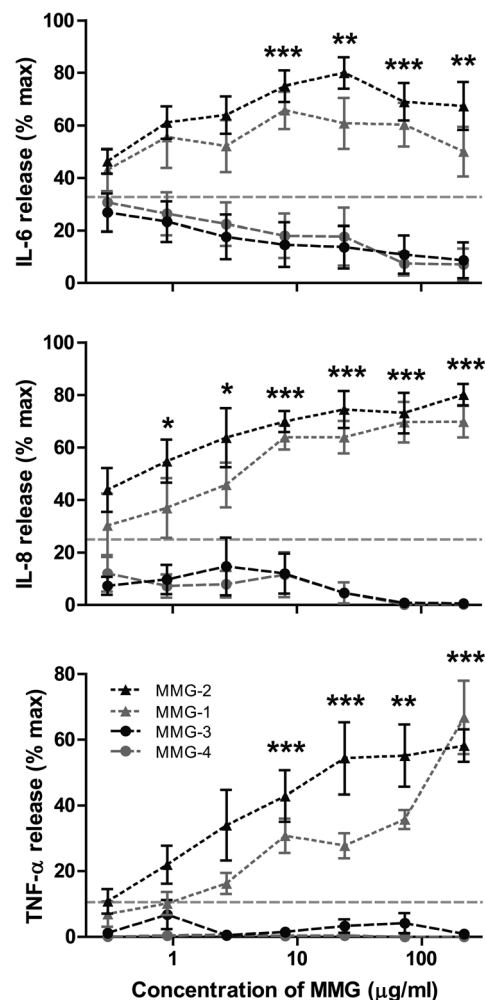 IL-6 release (% max)
100
80
60
40
20
0
*** ** *** **
IL-8 release (% max)
100
80
60
40
20
0
* * *** *** *** ***
TNF-α release (% max)
80
60
40
20
0
MMG-2
MMG-1
MMG-3
MMG-4
*** *** ** ***
1 10 100
Concentration of MMG (μg/ml)